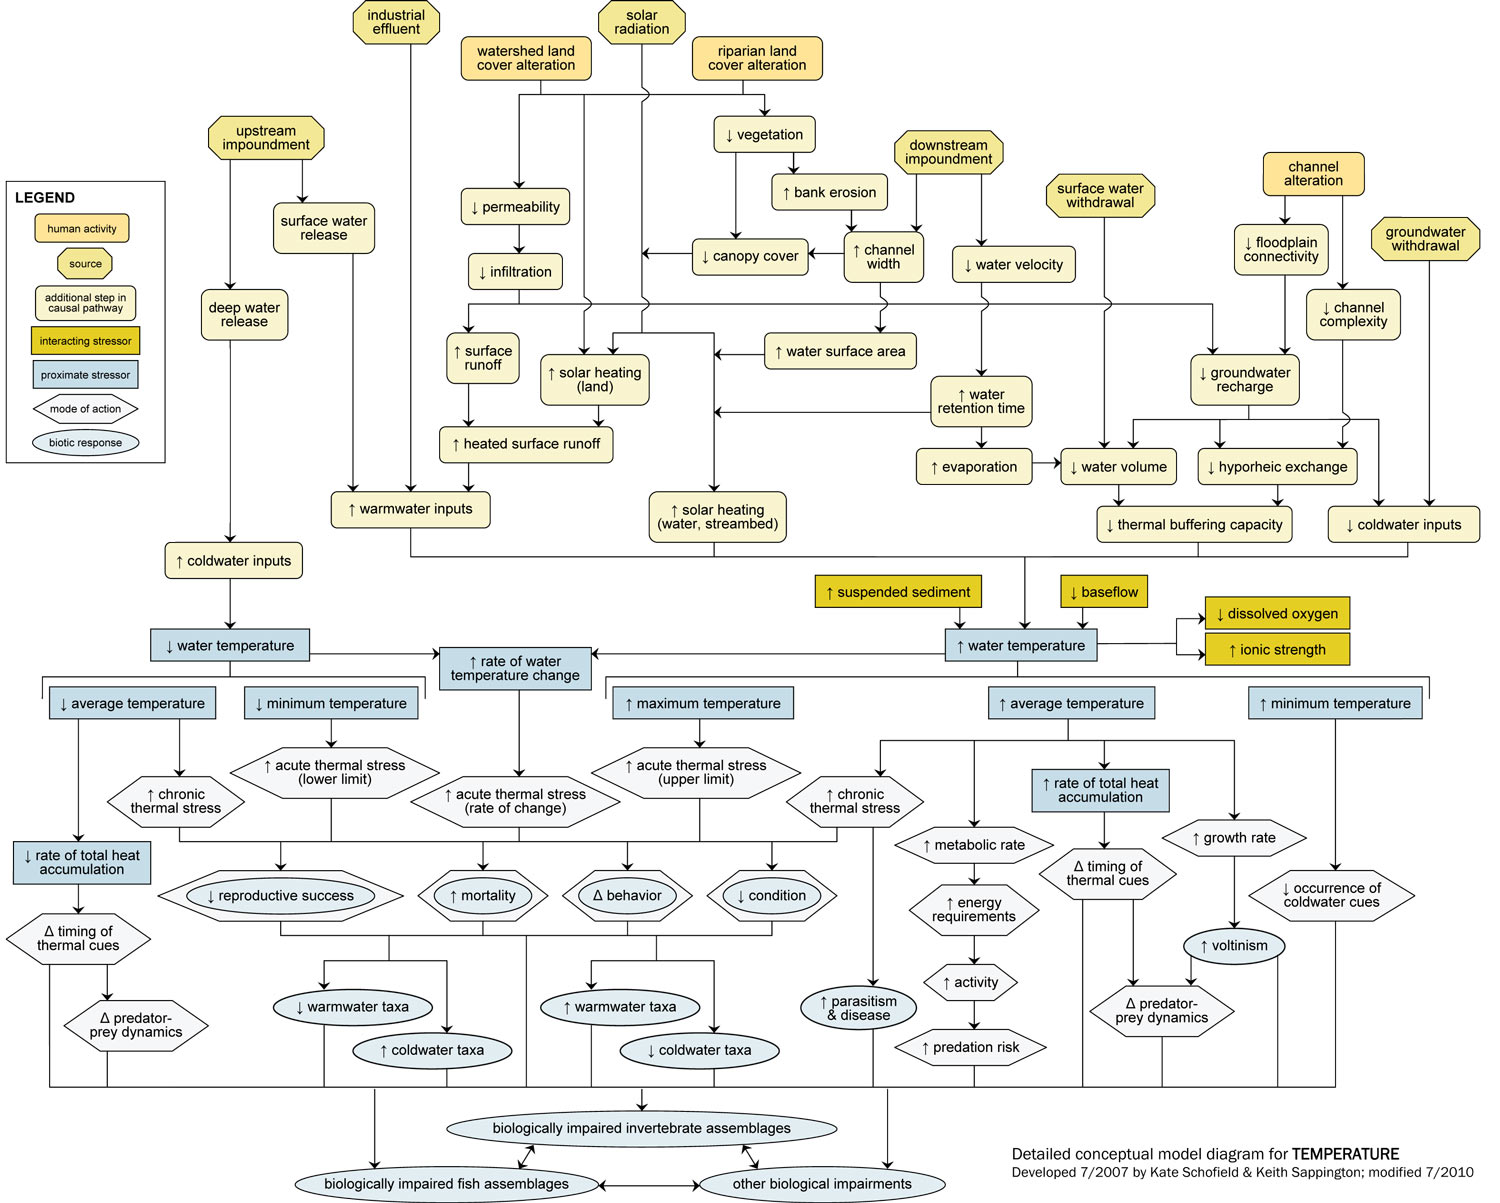 industrial
effluent
solar
radiation
watershed land
cover alteration
riparian land
cover alteration
upstream
impoundment
↓ vegetation
downstream
impoundment
channel
alteration
surface water
withdrawal
↑ bank erosion
LEGEND
human activity
source
additional step in
causal pathway
interacting stressor
proximate stressor
mode of action
biotic response
surface water
release
↓ permeability
groundwater
withdrawal
↓ floodplain
connectivity
↓ canopy cover
↑ channel
width
↓ water velocity
↓ infiltration
deep water
release
↓ channel
complexity
↑ surface
runoff
↑ solar heating
(land)
↑ water surface area
↓ groundwater
recharge
↑ water
retention time
↑ heated surface runoff
↑ evaporation
↓ water volume
↓ hyporheic exchange
↑ warmwater inputs
↑ solar heating
(water, streambed)
↓ thermal buffering capacity
↓ coldwater inputs
↑ coldwater inputs
↑ suspended sediment
↓ baseflow
↓ dissolved oxygen
↑ ionic strength
↓ water temperature
↑ rate of water
temperature change
↑ water temperature
↓ average temperature
↓ minimum temperature
↑ maximum temperature
↑ average temperature
↑ minimum temperature
↑ chronic
thermal stress
↑ acute thermal stress
(lower limit)
↑ acute thermal stress
(rate of change)
↑ acute thermal stress
(upper limit)
↑ chronic
thermal stress
↑ rate of total heat
accumulation
↑ metabolic rate
↑ growth rate
↓ rate of total heat
accumulation
Δ timing of
thermal cues
↓ occurrence of
coldwater cues
↓ reproductive success
↑ mortality
Δ behavior
↓ condition
↑ energy
requirements
Δ timing of
thermal cues
↑ voltinism
↑ activity
↓ warmwater taxa
↑ warmwater taxa
↑ parasitism
& disease
Δ predator-
prey dynamics
Δ predator-
prey dynamics
↑ coldwater taxa
↓ coldwater taxa
↑ predation risk
biologically impaired invertebrate assemblages
biologically impaired fish assemblages
other biological impairments
Detailed conceptual model diagram for TEMPERATURE
Developed 7/2007 by Kate Schofield & Keith Sappington; modified 7/2010